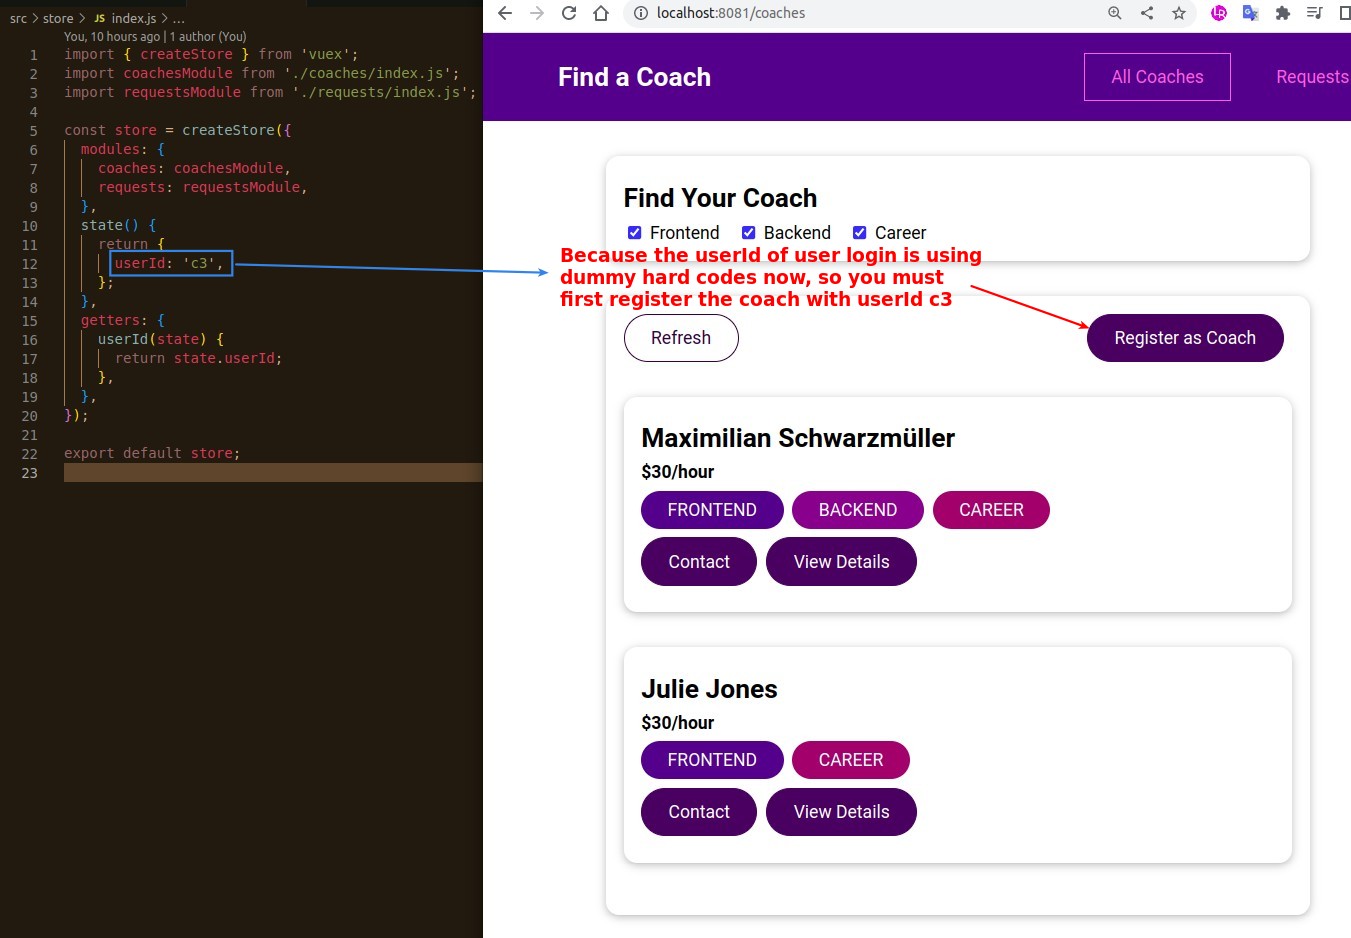 src > store > JS index.js > ...
You, 10 hours ago | 1 author (You)
1 import { createStore } from 'vuex';
2 import coachesModule from './coaches/index.js';
3 import requestsModule from './requests/index.js';
4
5 const store = createStore({
6 modules: {
7 coaches: coachesModule,
8 requests: requestsModule,
9 },
10 state() {
11 return {
12 userId: 'c3',
13 };
14 },
15 getters: {
16 userId(state) {
17 return state.userId;
18 },
19 },
20 });
21
22 export default store;
23
localhost:8081/coaches
Find a Coach
All Coaches
Requests
Find Your Coach
Frontend Backend Career
Because the userId of user login is using
dummy hard codes now, so you must
first register the coach with userId c3
Refresh
Register as Coach
Maximilian Schwarzmüller
$30/hour
FRONTEND BACKEND CAREER
Contact View Details
Julie Jones
$30/hour
FRONTEND CAREER
Contact View Details